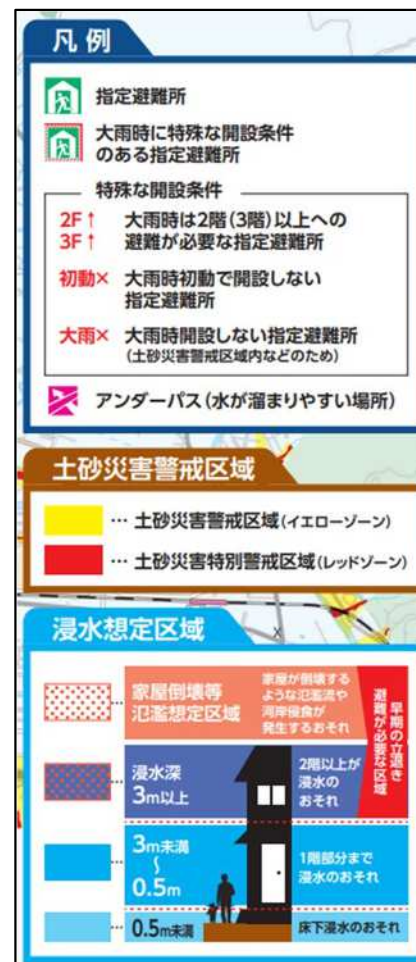 凡例
指定避難所
大雨時に特殊な開設条件
のある指定避難所
特殊な開設条件
2F↑ 大雨時は2階(3階)以上への
3F↑ 避難が必要な指定避難所
初動× 大雨時初動で開設しない
指定避難所
大雨× 大雨時開設しない指定避難所
(土砂災害警戒区域内などのため)
アンダーパス(水が溜まりやすい場所)
土砂災害警戒区域
… 土砂災害警戒区域(イエローゾーン)
… 土砂災害特別警戒区域(レッドゾーン)
浸水想定区域
… 家屋倒壊等
氾濫想定区域
家屋が倒壊する
ような氾濫流や
河岸侵食が
発生するおそれ
早期の立退き
避難が必要な区域
… 浸水深
3m以上
2階以上が
浸水の
おそれ
… 3m未満
〜
0.5m
1階部分まで
浸水のおそれ
… 0.5m未満
床下浸水のおそれ